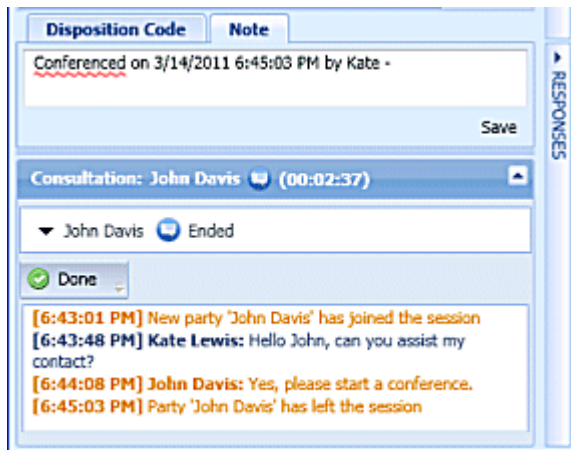 Disposition Code Note
Conferenced on 3/14/2011 6:45:03 PM by Kate -
Save
RESPONSES
Consultation: John Davis (00:02:37)
John Davis Ended
Done
[6:43:01 PM] New party 'John Davis' has joined the session
[6:43:48 PM] Kate Lewis: Hello John, can you assist my
contact?
[6:44:08 PM] John Davis: Yes, please start a conference.
[6:45:03 PM] Party 'John Davis' has left the session